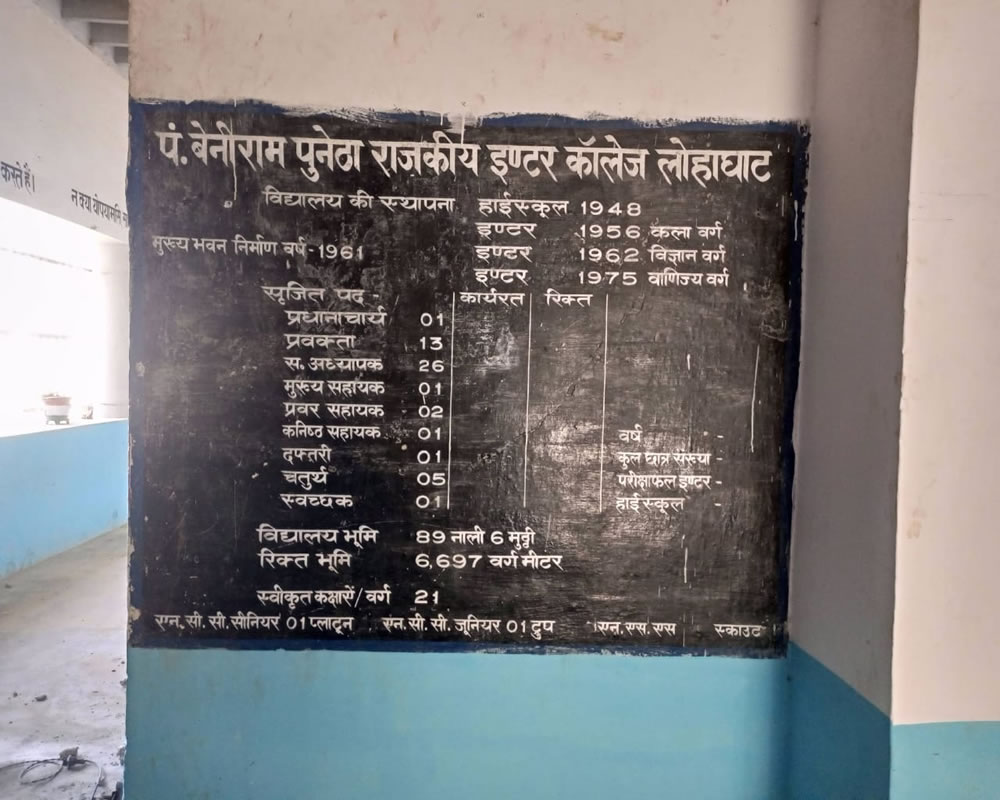 पं. बेनीराम पुनेठा राजकीय इण्टर कॉलेज लोहाघाट
विद्यालय की स्थापना हाईस्कूल 1948
इण्टर 1956 कला वर्ग
मुख्य भवन निर्माण वर्ष-1961 इण्टर 1962 विज्ञान वर्ग
इण्टर 1975 वाणिज्य वर्ग
सृजित पद - कार्यरत रिक्त
प्रधानाचार्य 01
प्रवक्ता 13
स. अध्यापक 26
मुख्य सहायक 01
प्रवर सहायक 02
कनिष्ठ सहायक 01 वर्ष - -
दफ्तरी 01 कुल छात्र संख्या -
चतुर्थ 05 परीक्षाफल इण्टर -
स्वच्छक 01 हाईस्कूल -
विद्यालय भूमि 89 नाली 6 मुठ्ठी
रिक्त भूमि 6,697 वर्ग मीटर
स्वीकृत कक्षायें/वर्ग 21
एन. सी. सी. सीनियर 01 प्लाटून एन. सी. सी. जूनियर 01 ट्रुप एन. एस. एस स्काउट
करते हैं।
न क्या